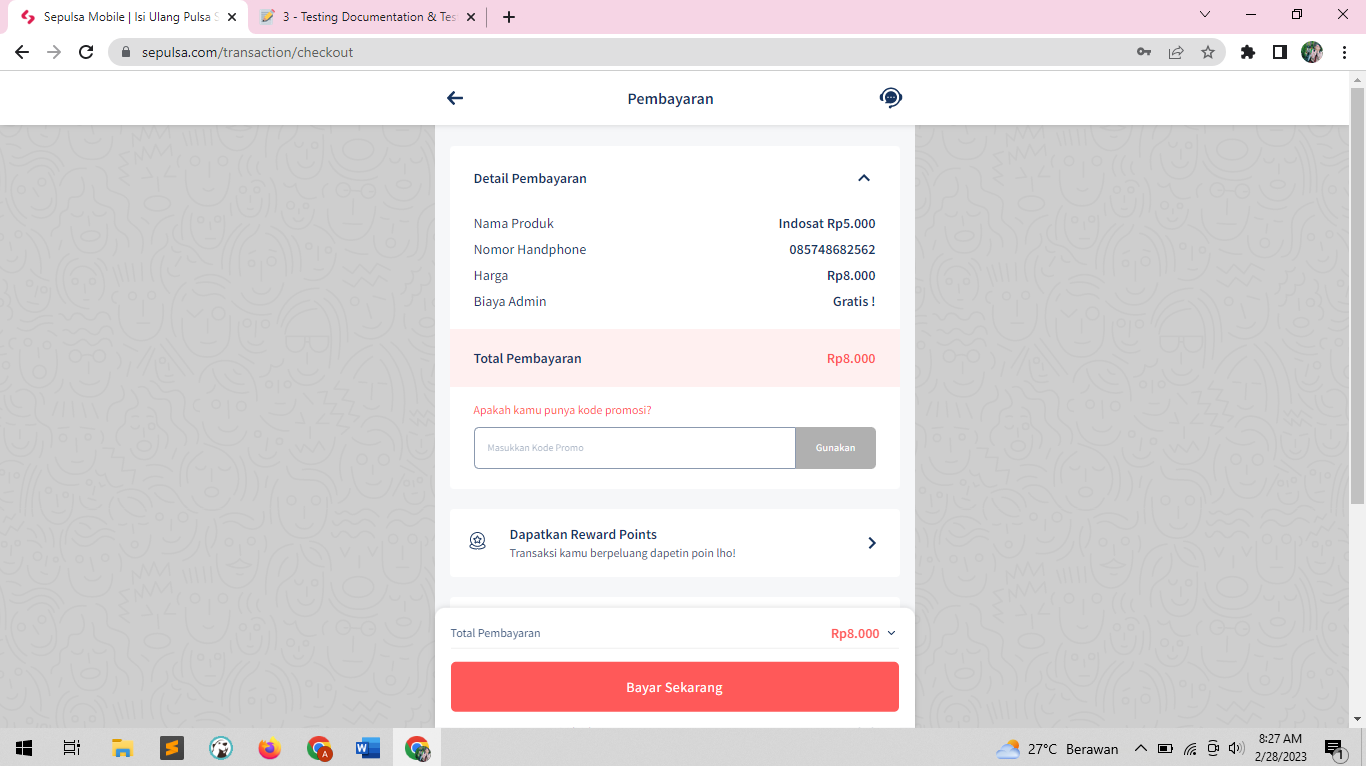 Sepulsa Mobile | Isi Ulang Pulsa S
3 - Testing Documentation & Tes
sepulsa.com/transaction/checkout
Pembayaran
Detail Pembayaran
Nama Produk Indosat Rp5.000
Nomor Handphone 085748682562
Harga Rp8.000
Biaya Admin Gratis !
Total Pembayaran Rp8.000
Apakah kamu punya kode promosi?
Masukkan Kode Promo Gunakan
Dapatkan Reward Points
Transaksi kamu berpeluang dapetin poin lho!
Total Pembayaran Rp8.000
Bayar Sekarang
27°C Berawan
8:27 AM
2/28/2023
1
A
W